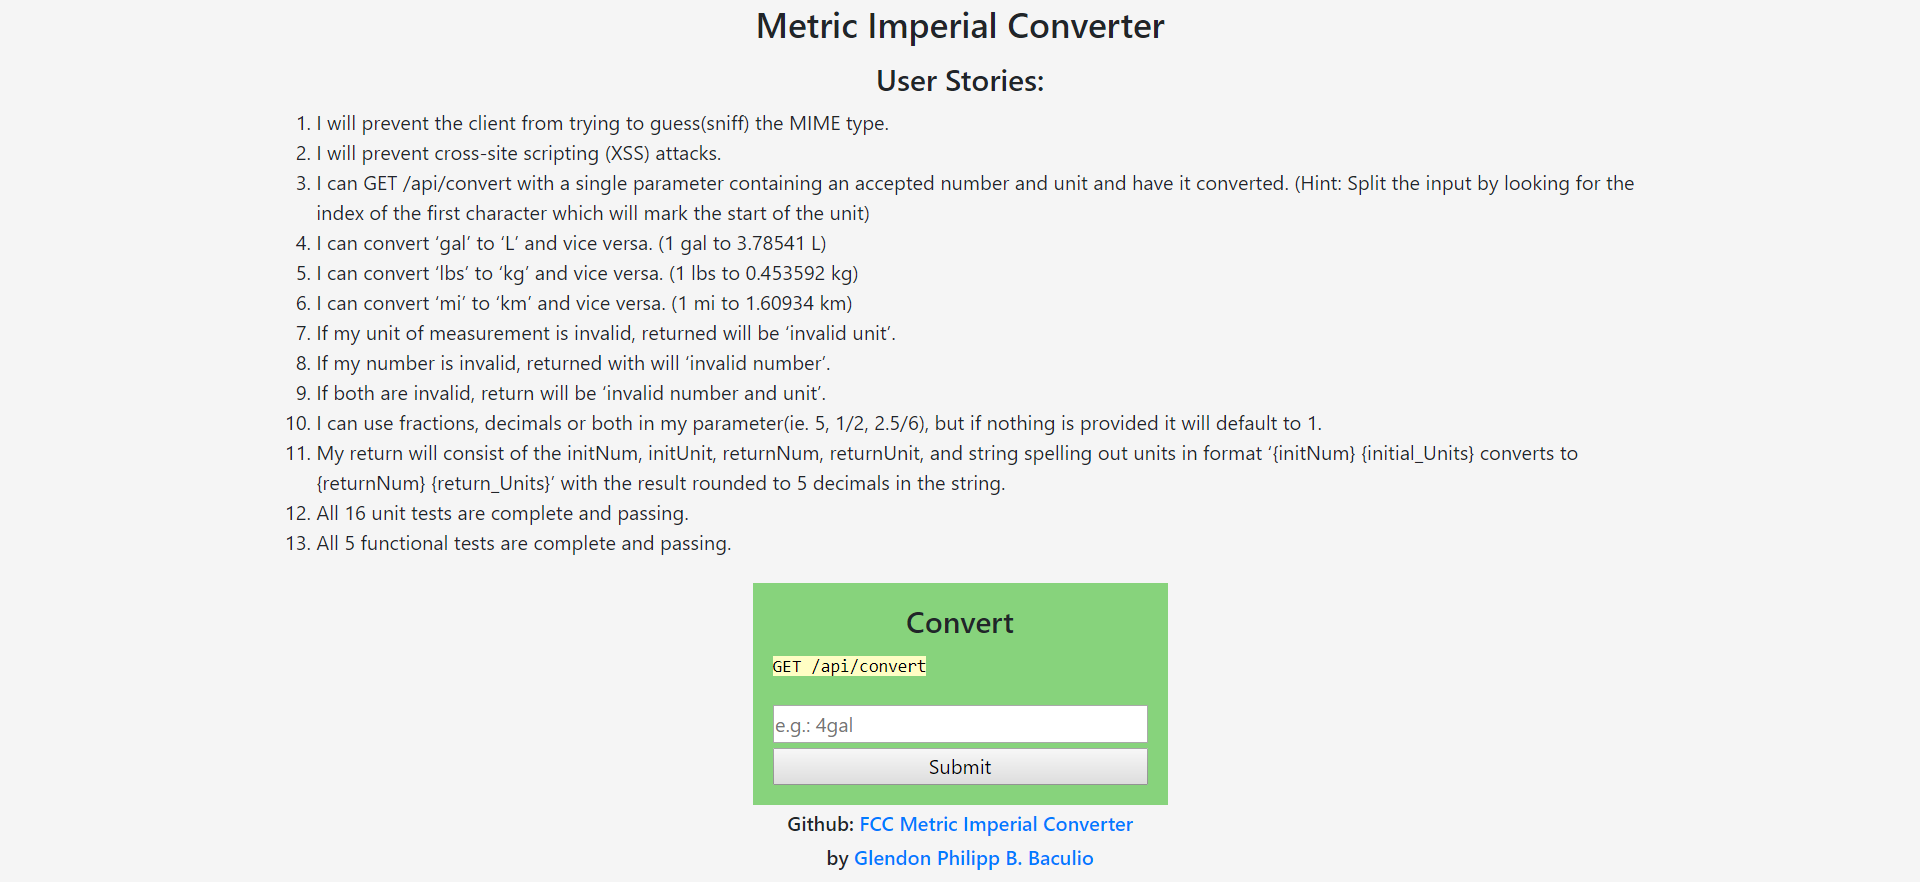 Metric Imperial Converter
User Stories:
1. I will prevent the client from trying to guess(sniff) the MIME type.
2. I will prevent cross-site scripting (XSS) attacks.
3. I can GET /api/convert with a single parameter containing an accepted number and unit and have it converted. (Hint: Split the input by looking for the
index of the first character which will mark the start of the unit)
4. I can convert ‘gal’ to ‘L’ and vice versa. (1 gal to 3.78541 L)
5. I can convert ‘lbs’ to ‘kg’ and vice versa. (1 lbs to 0.453592 kg)
6. I can convert ‘mi’ to ‘km’ and vice versa. (1 mi to 1.60934 km)
7. If my unit of measurement is invalid, returned will be ‘invalid unit’.
8. If my number is invalid, returned with will ‘invalid number’.
9. If both are invalid, return will be ‘invalid number and unit’.
10. I can use fractions, decimals or both in my parameter(ie. 5, 1/2, 2.5/6), but if nothing is provided it will default to 1.
11. My return will consist of the initNum, initUnit, returnNum, returnUnit, and string spelling out units in format ‘{initNum} {initial_Units} converts to
{returnNum} {return_Units}’ with the result rounded to 5 decimals in the string.
12. All 16 unit tests are complete and passing.
13. All 5 functional tests are complete and passing.
Convert
GET /api/convert
e.g.: 4gal
Submit
Github: FCC Metric Imperial Converter
by Glendon Philipp B. Baculio